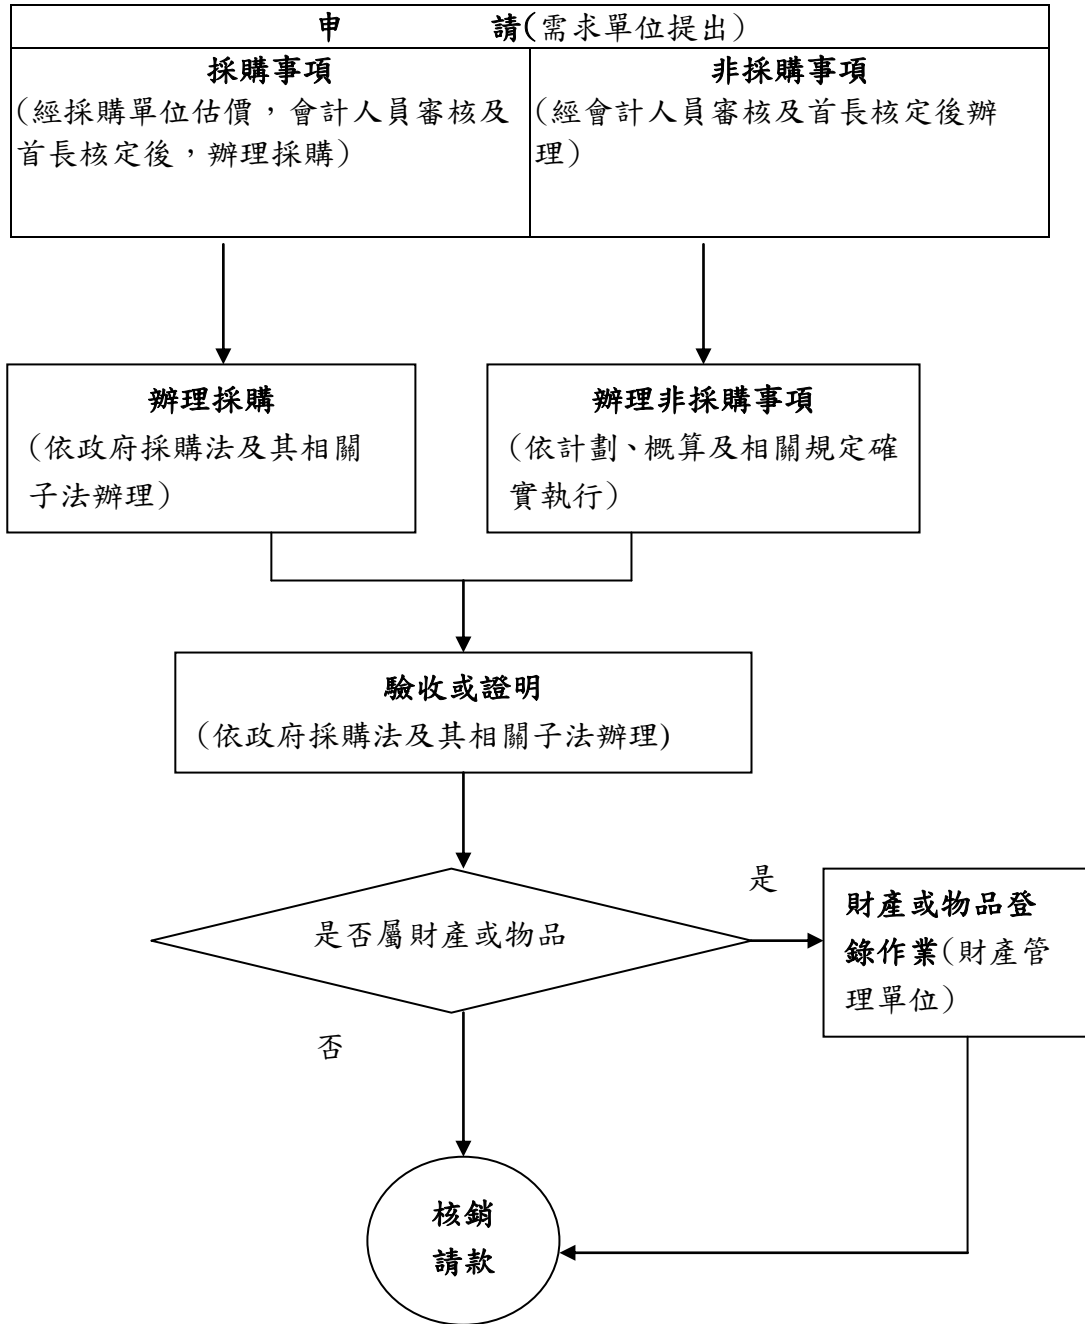 申 請(需求單位提出)
採購事項
(經採購單位估價，會計人員審核及
首長核定後，辦理採購)
非採購事項
(經會計人員審核及首長核定後辦
理)
辦理採購
(依政府採購法及其相關
子法辦理)
辦理非採購事項
(依計劃、概算及相關規定確
實執行)
驗收或證明
(依政府採購法及其相關子法辦理)
是否屬財產或物品
是
財產或物品登
錄作業(財產管
理單位)
否
核銷
請款